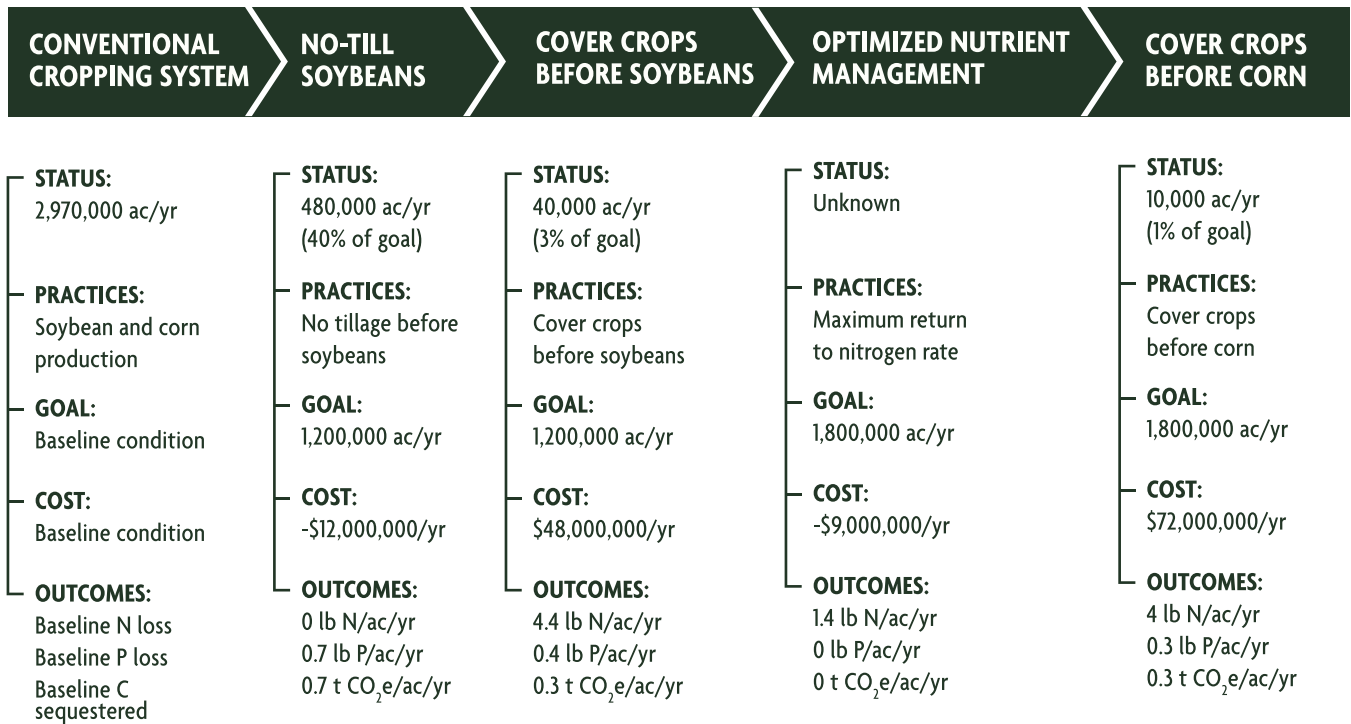 CONVENTIONAL
CROPPING SYSTEM
NO-TILL
SOYBEANS
COVER CROPS
BEFORE SOYBEANS
OPTIMIZED NUTRIENT
MANAGEMENT
COVER CROPS
BEFORE CORN
STATUS:
2,970,000 ac/yr
PRACTICES:
Soybean and corn
production
GOAL:
Baseline condition
COST:
Baseline condition
OUTCOMES:
Baseline N loss
Baseline P loss
Baseline C
sequestered
STATUS:
480,000 ac/yr
(40% of goal)
PRACTICES:
No tillage before
soybeans
GOAL:
1,200,000 ac/yr
COST:
-$12,000,000/yr
OUTCOMES:
0 lb N/ac/yr
0.7 lb P/ac/yr
0.7 t CO₂e/ac/yr
STATUS:
40,000 ac/yr
(3% of goal)
PRACTICES:
Cover crops
before soybeans
GOAL:
1,200,000 ac/yr
COST:
$48,000,000/yr
OUTCOMES:
4.4 lb N/ac/yr
0.4 lb P/ac/yr
0.3 t CO₂e/ac/yr
STATUS:
Unknown
PRACTICES:
Maximum return
to nitrogen rate
GOAL:
1,800,000 ac/yr
COST:
-$9,000,000/yr
OUTCOMES:
1.4 lb N/ac/yr
0 lb P/ac/yr
0 t CO₂e/ac/yr
STATUS:
10,000 ac/yr
(1% of goal)
PRACTICES:
Cover crops
before corn
GOAL:
1,800,000 ac/yr
COST:
$72,000,000/yr
OUTCOMES:
4 lb N/ac/yr
0.3 lb P/ac/yr
0.3 t CO₂e/ac/yr